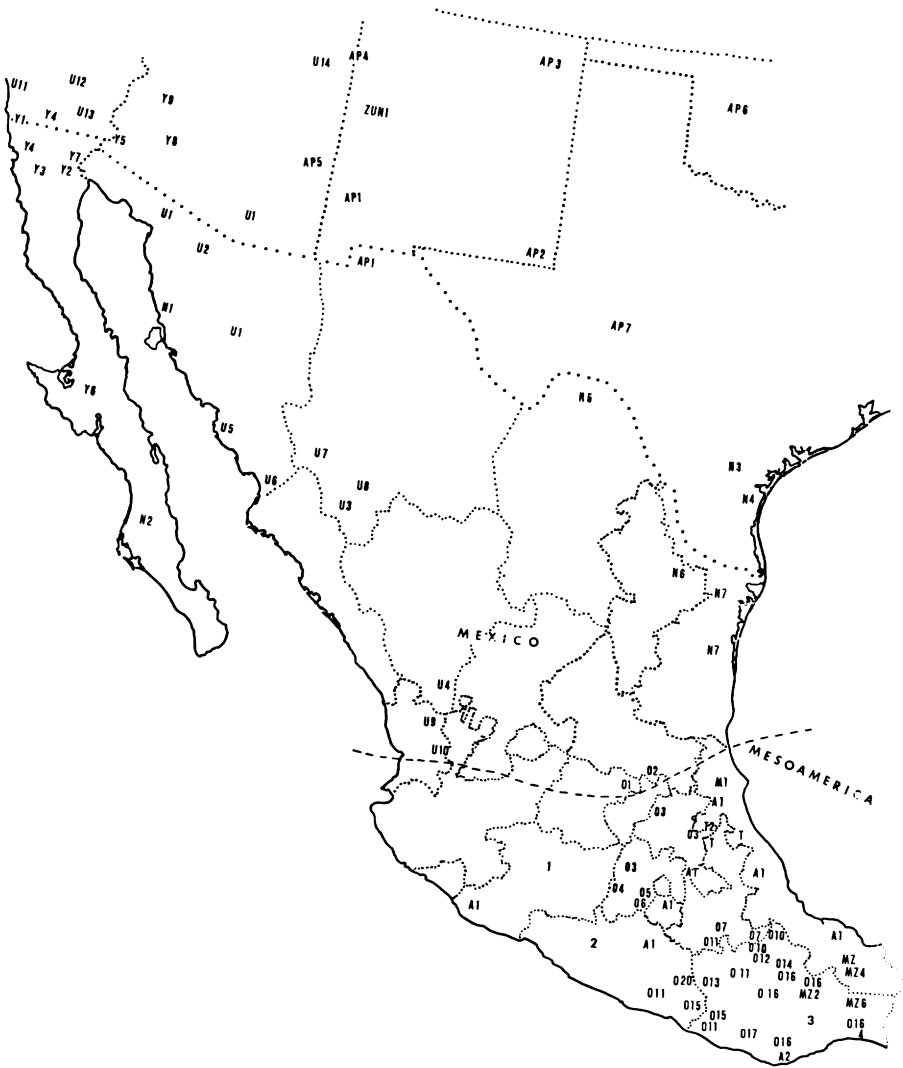 U14 AP4 AP3
U11 U12 Y9 ZUNI AP6
Y1 Y4 U13 Y5 Y8
Y4 Y7 AP5
Y3 Y2 AP1
U1 U1
U2 AP1 AP2
N1 U1 AP7
Y6 N5
U5 U7 N3
U6 U8 N4
U3
N2
N6 N7
MEXICO N7
U4
U9
U10 MESOAMERICA
O2
O1 M1
O3 A1
O3 T2
T T
1 O3 A1 A1
O4 O5
A1 O6 A1
O7 O7 O10 A1
2 A1 O11 O10
O12 O14 MZ
O11 O16 MZ4
O20 O13 O16
O11 O16 MZ2 MZ6
O15 O15 3 O16
O11 O17 O16 4
A2